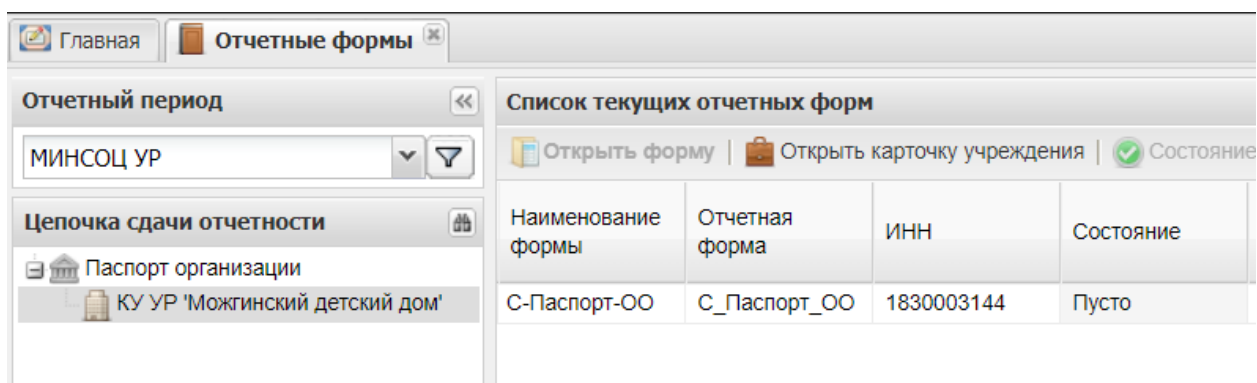 Главная Отчетные формы
Отчетный период
МИНСОЦ УР
Цепочка сдачи отчетности
Паспорт организации
КУ УР 'Можгинский детский дом'
Список текущих отчетных форм
Открыть форму | Открыть карточку учреждения | Состояние
Наименование формы Отчетная форма ИНН Состояние
С-Паспорт-ОО С_Паспорт_ОО 1830003144 Пусто